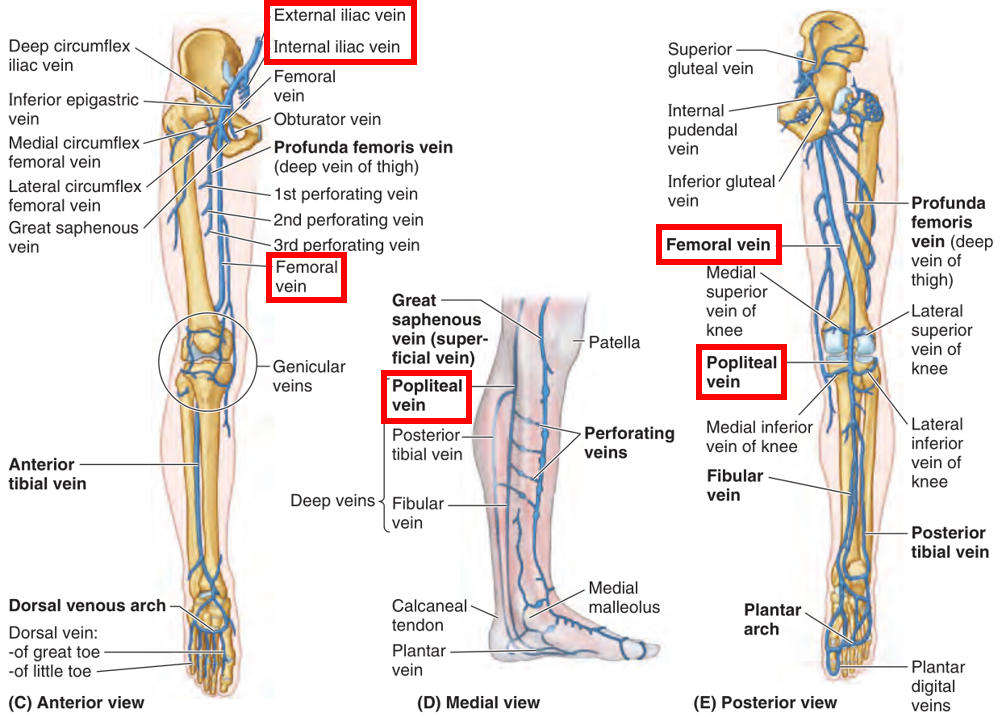 External iliac vein
Internal iliac vein
Deep circumflex
iliac vein
Femoral
vein
Inferior epigastric
vein
Obturator vein
Medial circumflex
femoral vein
Profunda femoris vein
(deep vein of thigh)
Lateral circumflex
femoral vein
1st perforating vein
2nd perforating vein
Great saphenous
vein
3rd perforating vein
Femoral
vein
Genicular
veins
Anterior
tibial vein
Dorsal venous arch
Dorsal vein:
-of great toe
-of little toe
(C) Anterior view
Great
saphenous
vein (super-
ficial vein)
Patella
Popliteal
vein
Posterior
tibial vein
Perforating
veins
Deep veins
Fibular
vein
Medial
malleolus
Calcaneal
tendon
Plantar
vein
(D) Medial view
Superior
gluteal vein
Internal
pudendal
vein
Inferior gluteal
vein
Profunda
femoris
vein (deep
vein of
thigh)
Femoral vein
Medial
superior
vein of
knee
Lateral
superior
vein of
knee
Popliteal
vein
Medial inferior
vein of knee
Lateral
inferior
vein of
knee
Fibular
vein
Posterior
tibial vein
Plantar
arch
Plantar
digital
veins
(E) Posterior view